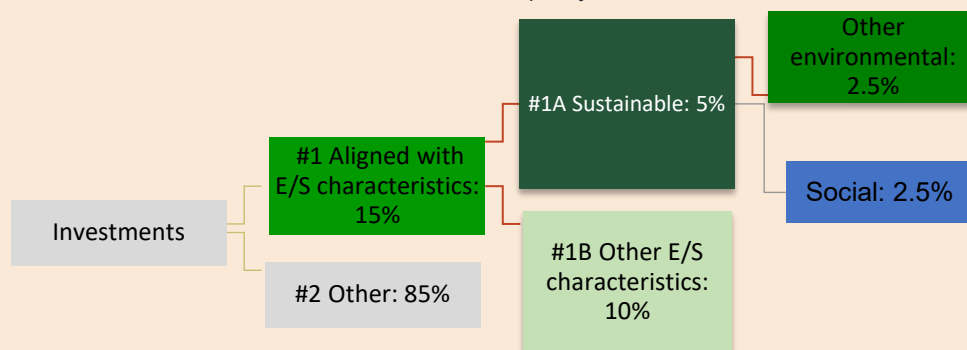 Other
environmental:
2.5%
#1A Sustainable: 5%
#1 Aligned with
E/S characteristics:
15%
Social: 2.5%
Investments
#1B Other E/S
characteristics:
10%
#2 Other: 85%